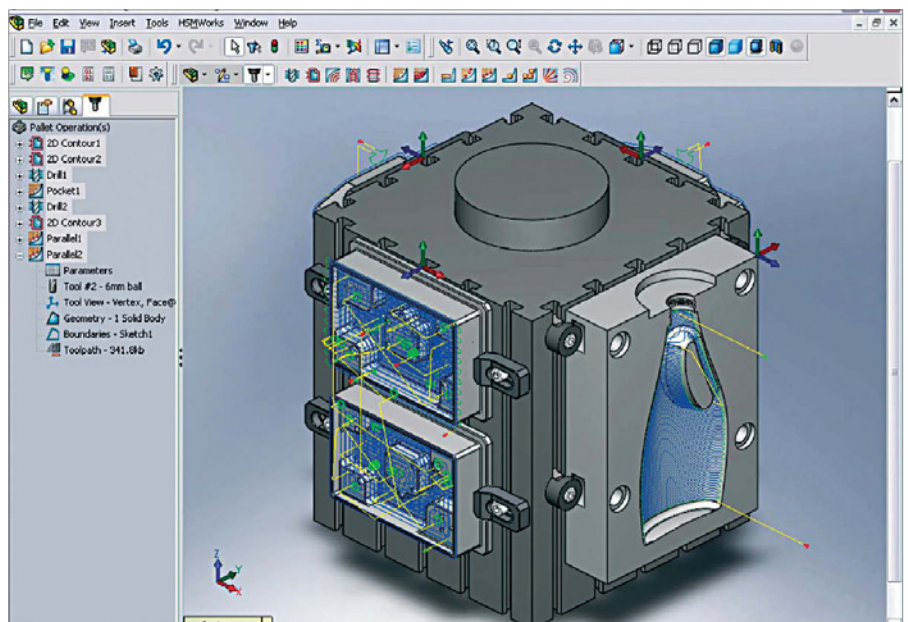 File Edit View Insert Tools HSMWorks Window Help
Pallet Operation(s)
2D Contour1
2D Contour2
Drill1
Pocket1
Drill2
2D Contour3
Parallel1
Parallel2
Parameters
Tool #2 - 6mm ball
Tool View - Vertex, Face@
Geometry - 1 Solid Body
Boundaries - Sketch1
Toolpath - 341.8kb
Z
Y
X